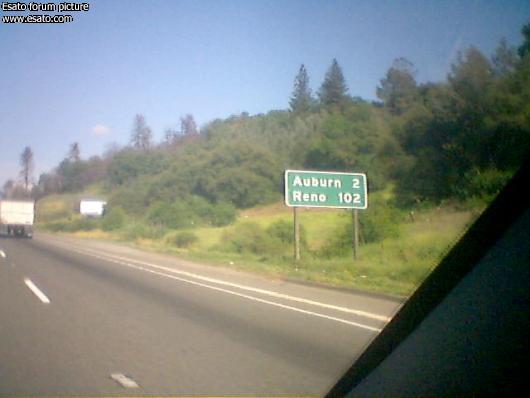 Esato forum picture
www.esato.com
Auburn 2
Reno 102